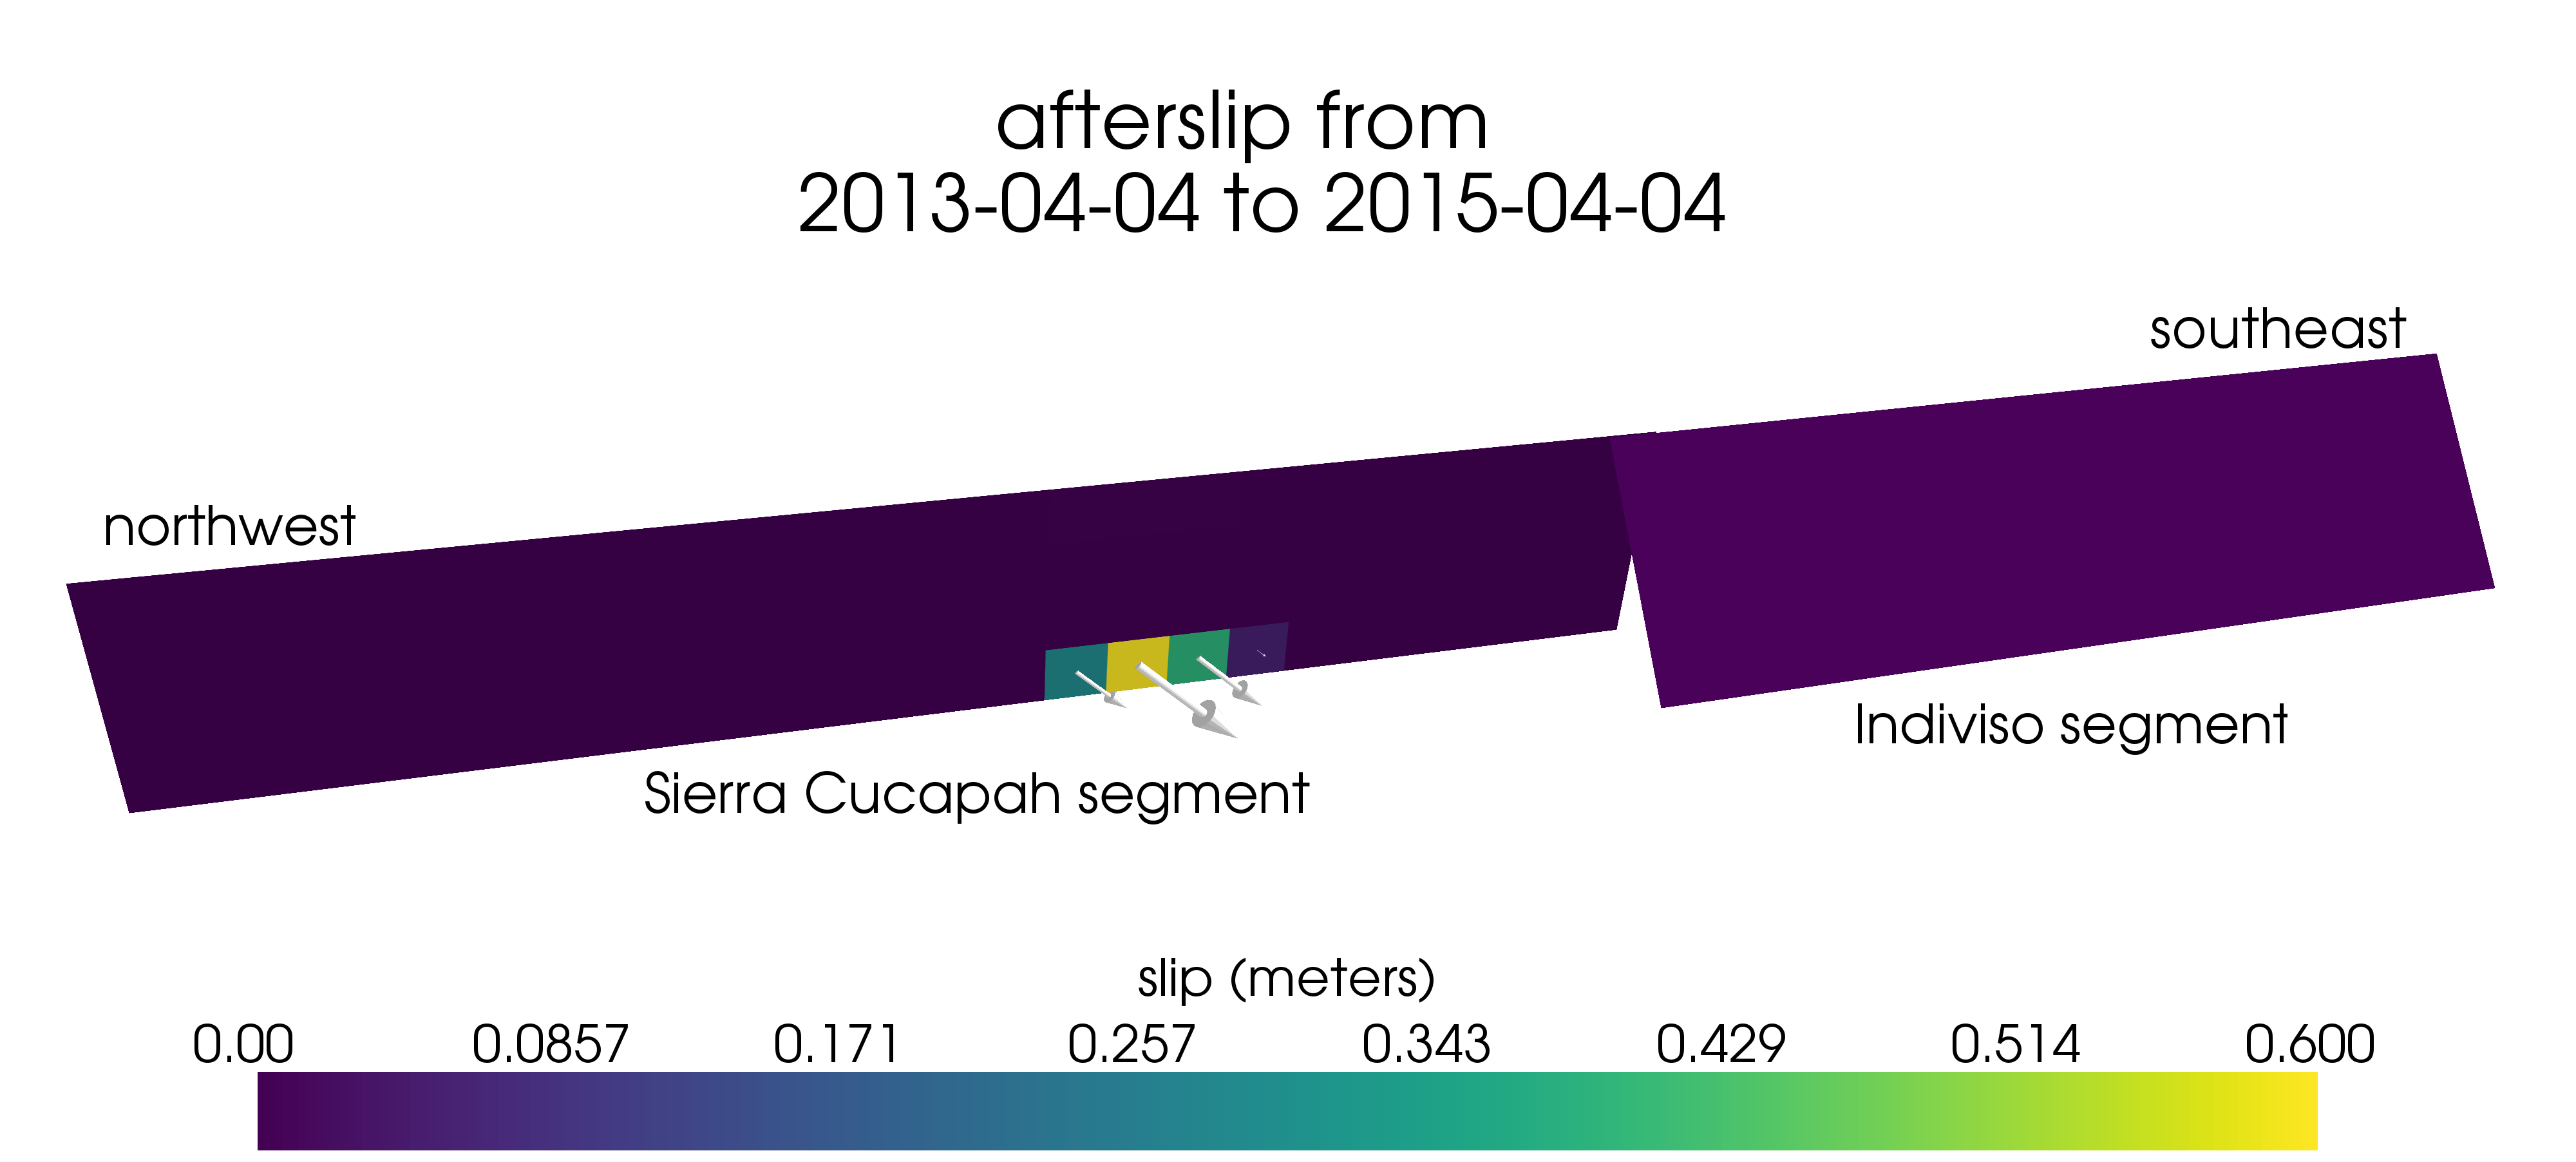 afterslip from
2013-04-04 to 2015-04-04
southeast
northwest
Indiviso segment
Sierra Cucapah segment
slip (meters)
0.00 0.0857 0.171 0.257 0.343 0.429 0.514 0.600